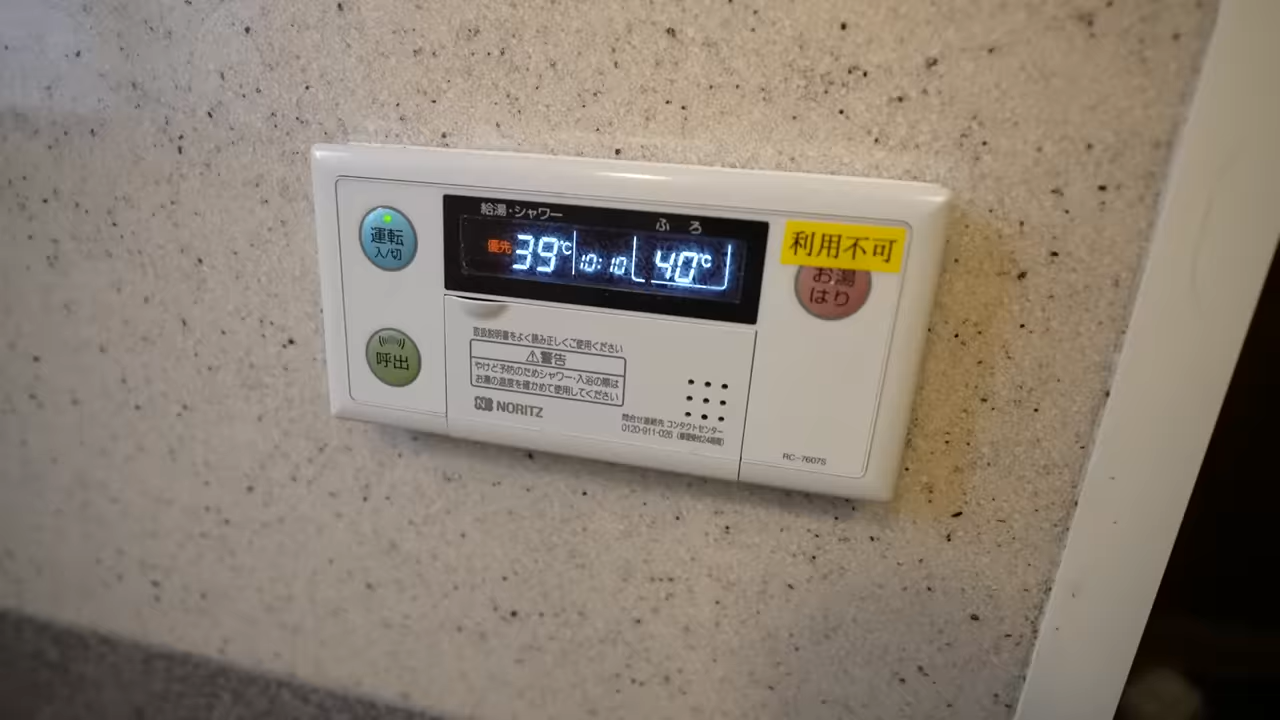 運転
入/切
呼出
給湯・シャワー
ふろ
優先 39℃ 10:10 40℃
利用不可
お湯
はり
取扱説明書をよく読み正しくご使用ください
⚠警告
やけど予防のためシャワー・入浴の際は
お湯の温度を確かめて使用してください
NORITZ
問合せ連絡先 コンタクトセンター
0120-911-026
RC-7607S